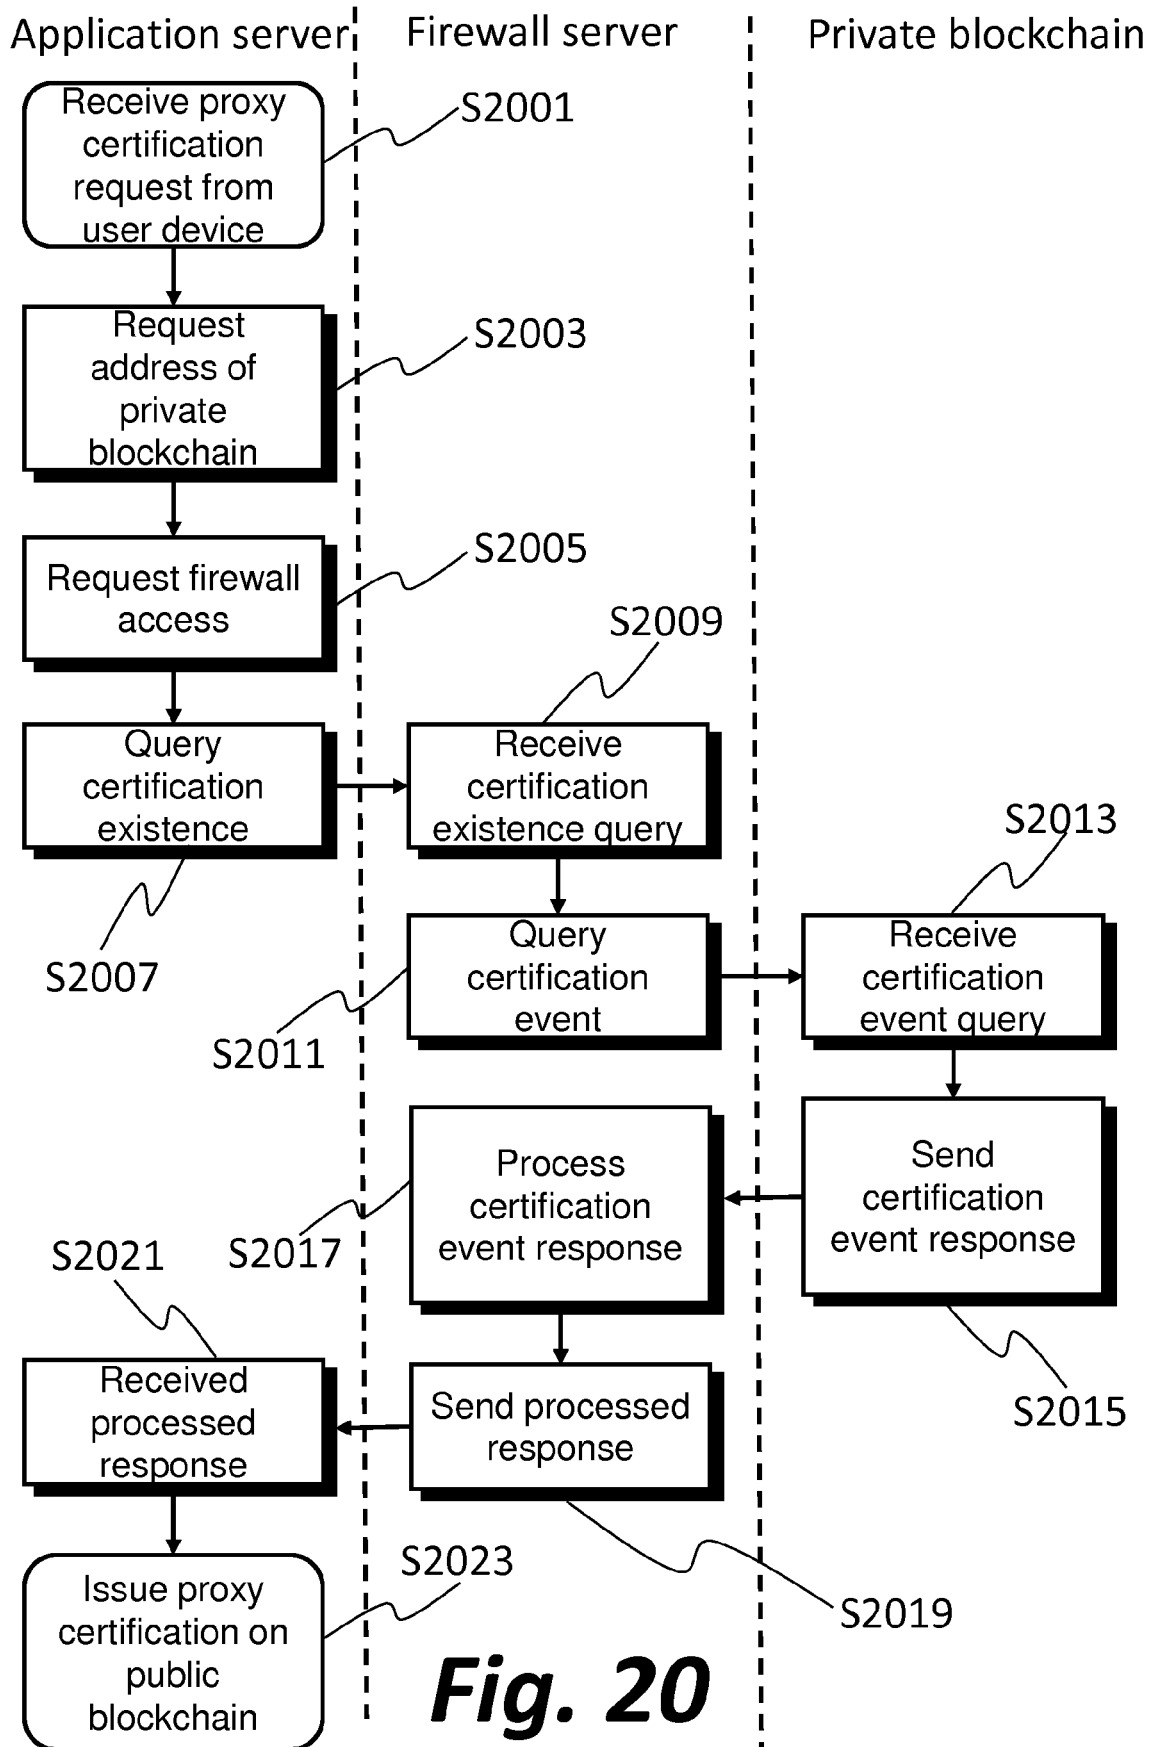 Application server
Firewall server
Private blockchain
Receive proxy
certification
request from
user device
S2001
Request
address of
private
blockchain
S2003
Request firewall
access
S2005
Query
certification
existence
S2007
Receive
certification
existence query
S2009
Query
certification
event
S2011
Receive
certification
event query
S2013
Send
certification
event response
S2015
Process
certification
event response
S2017
Send processed
response
S2019
Received
processed
response
S2021
Issue proxy
certification on
public
blockchain
S2023
Fig. 20